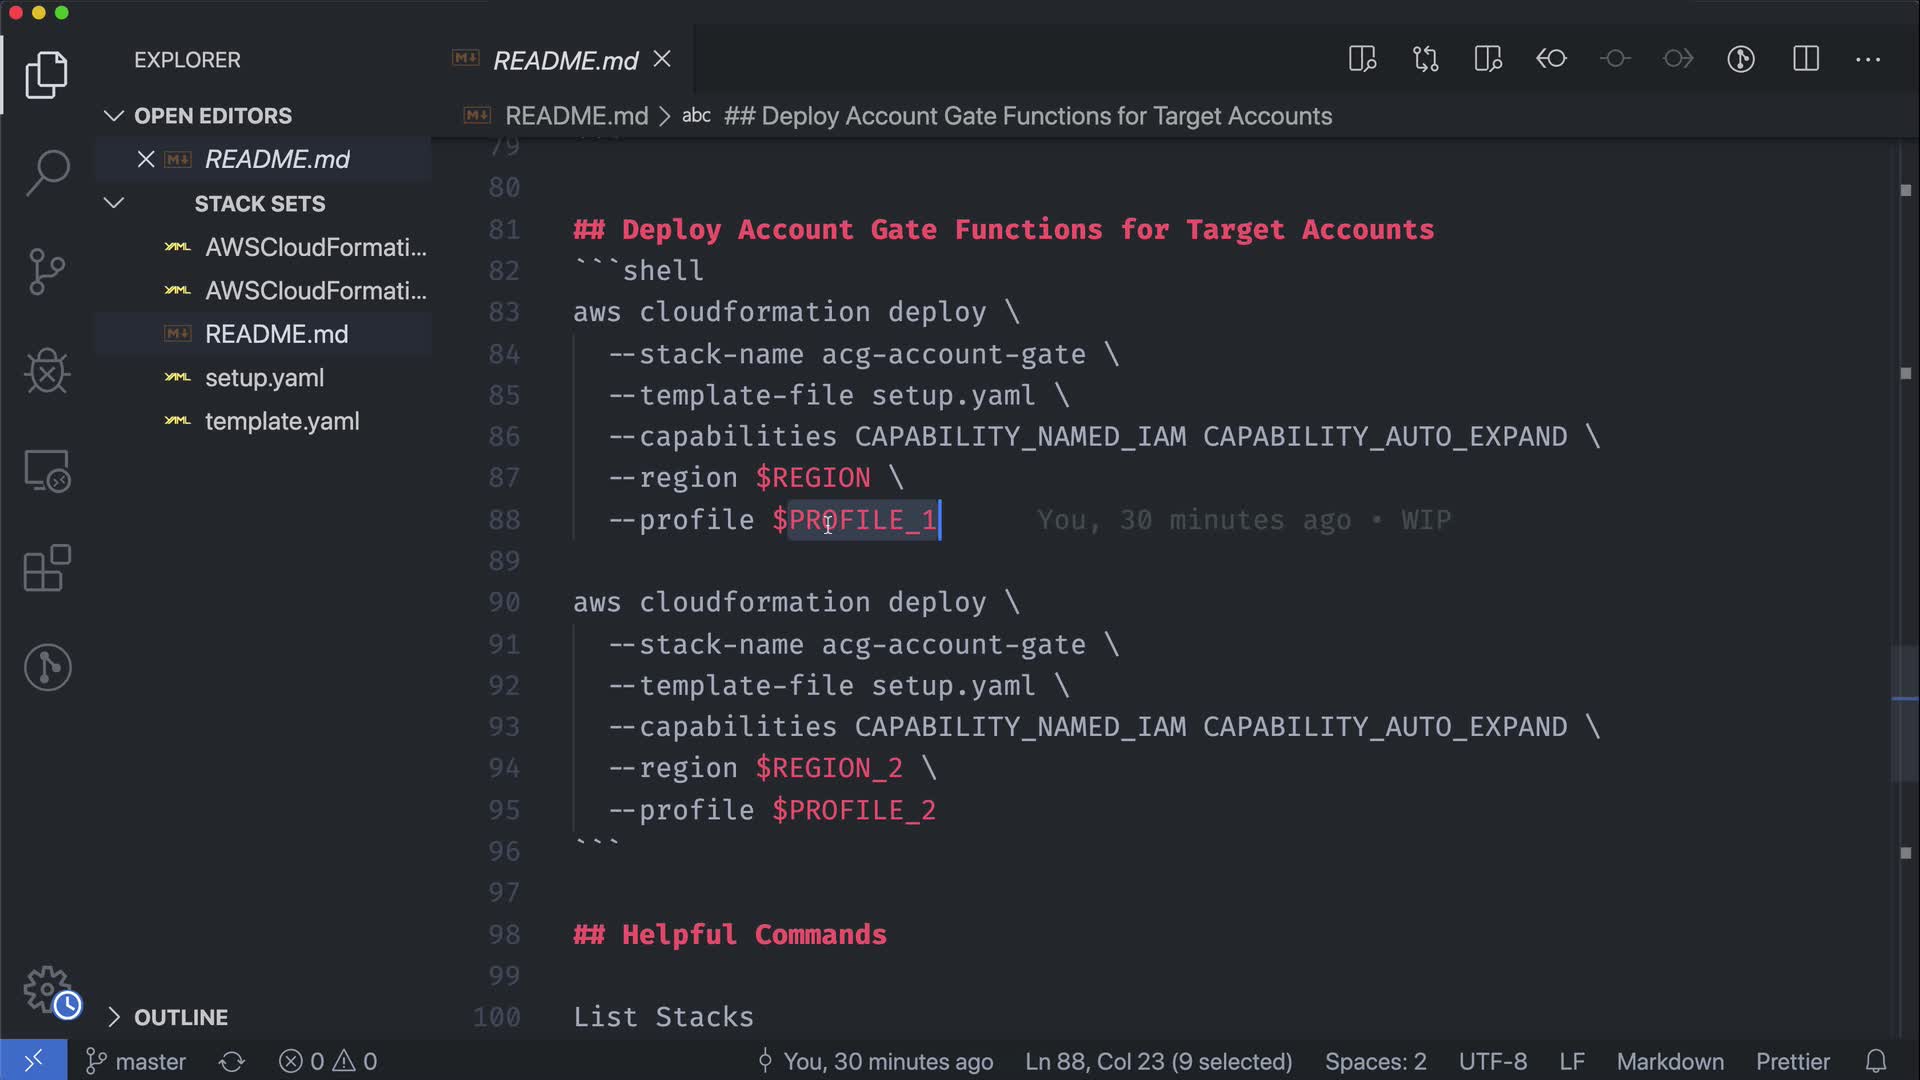 EXPLORER
README.md
OPEN EDITORS
README.md
STACK SETS
AWSCloudFormati...
AWSCloudFormati...
README.md
setup.yaml
template.yaml
OUTLINE
README.md > abc ## Deploy Account Gate Functions for Target Accounts
79 ```
80
81 ## Deploy Account Gate Functions for Target Accounts
82 ```shell
83 aws cloudformation deploy \
84 --stack-name acg-account-gate \
85 --template-file setup.yaml \
86 --capabilities CAPABILITY_NAMED_IAM CAPABILITY_AUTO_EXPAND \
87 --region $REGION \
88 --profile $PROFILE_1 You, 30 minutes ago • WIP
89
90 aws cloudformation deploy \
91 --stack-name acg-account-gate \
92 --template-file setup.yaml \
93 --capabilities CAPABILITY_NAMED_IAM CAPABILITY_AUTO_EXPAND \
94 --region $REGION_2 \
95 --profile $PROFILE_2
96 ```
97
98 ## Helpful Commands
99
100 List Stacks
master 0 0 You, 30 minutes ago Ln 88, Col 23 (9 selected) Spaces: 2 UTF-8 LF Markdown Prettier